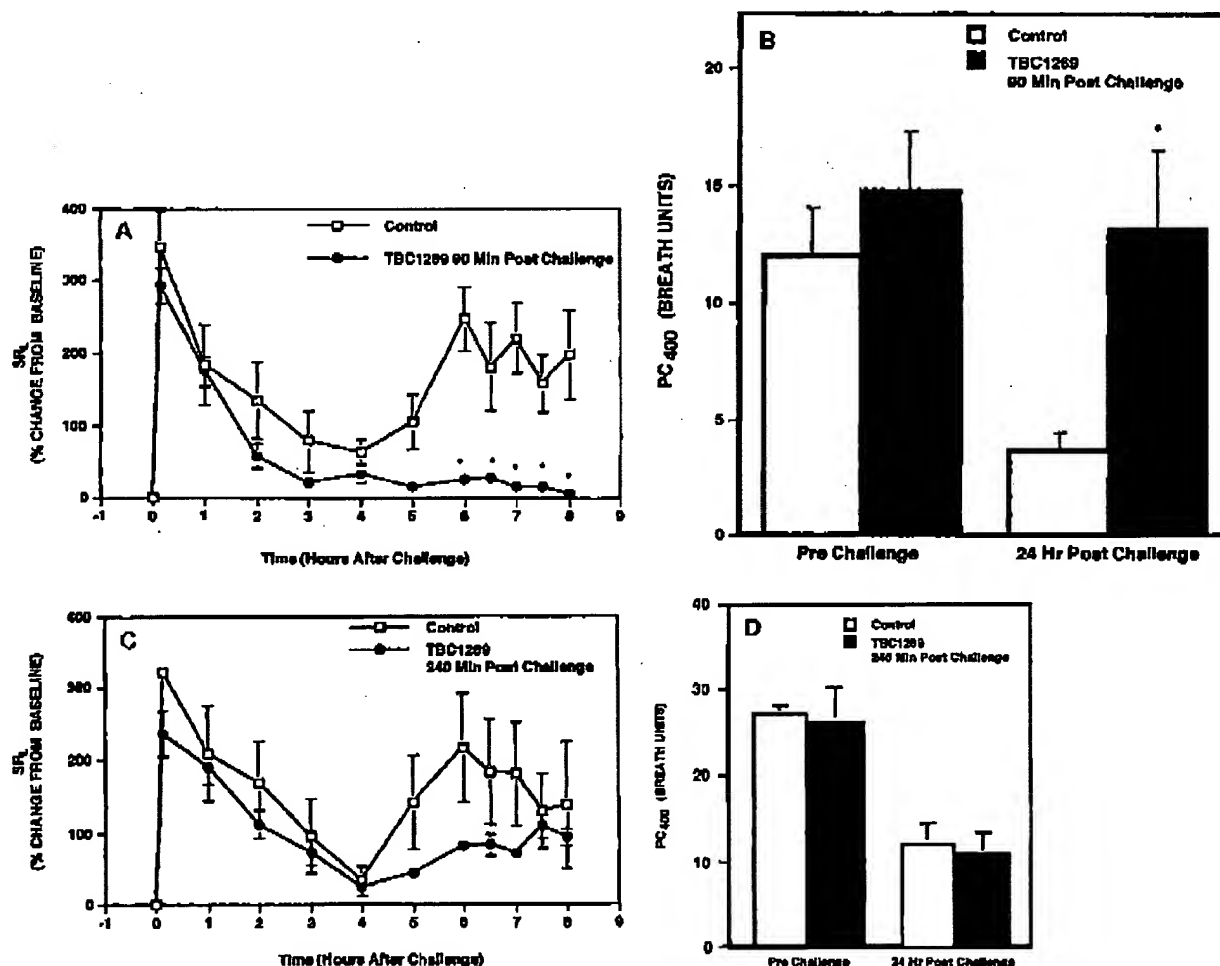 A
Control
TBC1269 90 Min Post Challenge
SRL
(% CHANGE FROM BASELINE)
400
300
200
100
0
-1 0 1 2 3 4 5 6 7 8 9
Time (Hours After Challenge)
B
Control
TBC1269
90 Min Post Challenge
PC400 (BREATH UNITS)
20
15
10
5
0
Pre Challenge
24 Hr Post Challenge
C
Control
TBC1269
240 Min Post Challenge
SRL
(% CHANGE FROM BASELINE)
200
100
0
-1 0 1 2 3 4 5 6 7 8 9
Time (Hours After Challenge)
D
Control
TBC1269
240 Min Post Challenge
PC400 (BREATH UNITS)
40
30
20
10
0
Pre Challenge
24 Hr Post Challenge